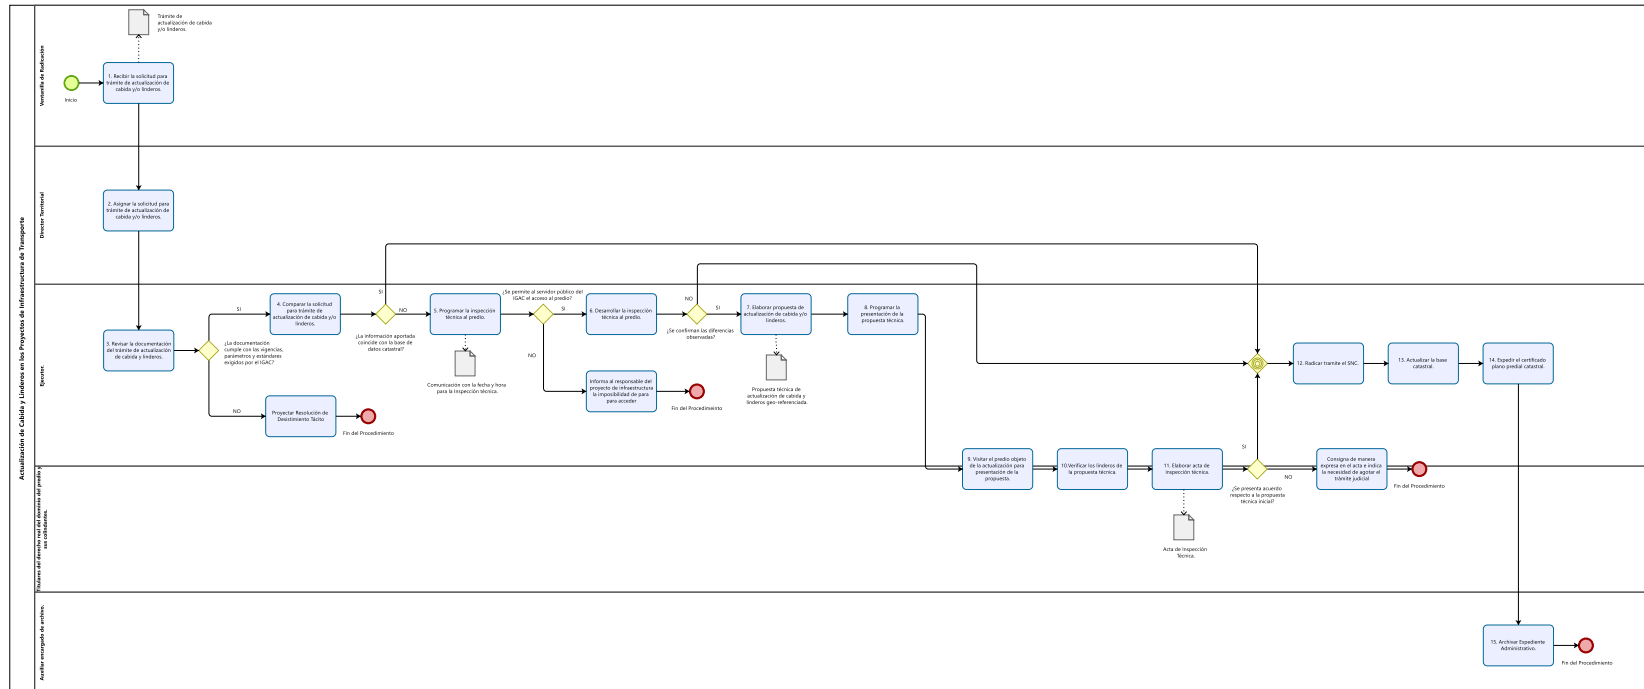 Actualización de Cabida y Linderos en los Proyectos de Infraestructura de Transporte
Ventanilla de Radicación
Trámite de
actualización de cabida
y/o linderos.
Inicio
1. Recibir la solicitud para
trámite de actualización de
cabida y/o linderos.
Director Territorial
2. Asignar la solicitud para
trámite de actualización de
cabida y/o linderos.
Ejecutor.
3. Revisar la documentación
del trámite de actualización
de cabida y linderos.
¿La documentación
cumple con las vigencias,
parámetros y estándares
exigidos por el IGAC?
SI
NO
4. Comparar la solicitud
para trámite de
actualización de cabida y/o
linderos.
Proyectar Resolución de
Desistimiento Tácito
Fin del Procedimiento
SI
NO
¿La información aportada
coincide con la base de
datos catastral?
5. Programar la inspección
técnica al predio.
Comunicación con la fecha y hora
para la Inspección técnica.
¿Se permite al servidor público del
IGAC el acceso al predio?
SI
NO
6. Desarrollar la inspección
técnica al predio.
Informa al responsable del
proyecto de infraestructura
la imposibilidad de para
para acceder
Fin del Procedimeinto
NO
SI
¿Se confirman las diferencias
observadas?
7. Elaborar propuesta de
actualización de cabida y/o
linderos.
Propuesta técnica de
actualización de cabida y
linderos geo-referenciada.
8. Programar la
presentación de la
propuesta técnica.
12. Radicar tramite el SNC.
13. Actualizar la base
catastral.
14. Expedir el certificado
plano predial catastral.
Titulares del derecho real del dominio del predio y
sus colindantes.
9. Visitar el predio objeto
de la actualización para
presentación de la
propuesta.
10.Verificar los linderos de
la propuesta técnica.
11. Elaborar acta de
inspección técnica.
Acta de Inspección
Técnica.
SI
NO
¿Se presenta acuerdo
respecto a la propuesta
técnica inicial?
Consigna de manera
expresa en el acta e indica
la necesidad de agotar el
trámite judicial
Fin del Procedimiento
Auxiliar encargado de archivo.
15. Archivar Expediente
Administrativo.
Fin del Procedimiento